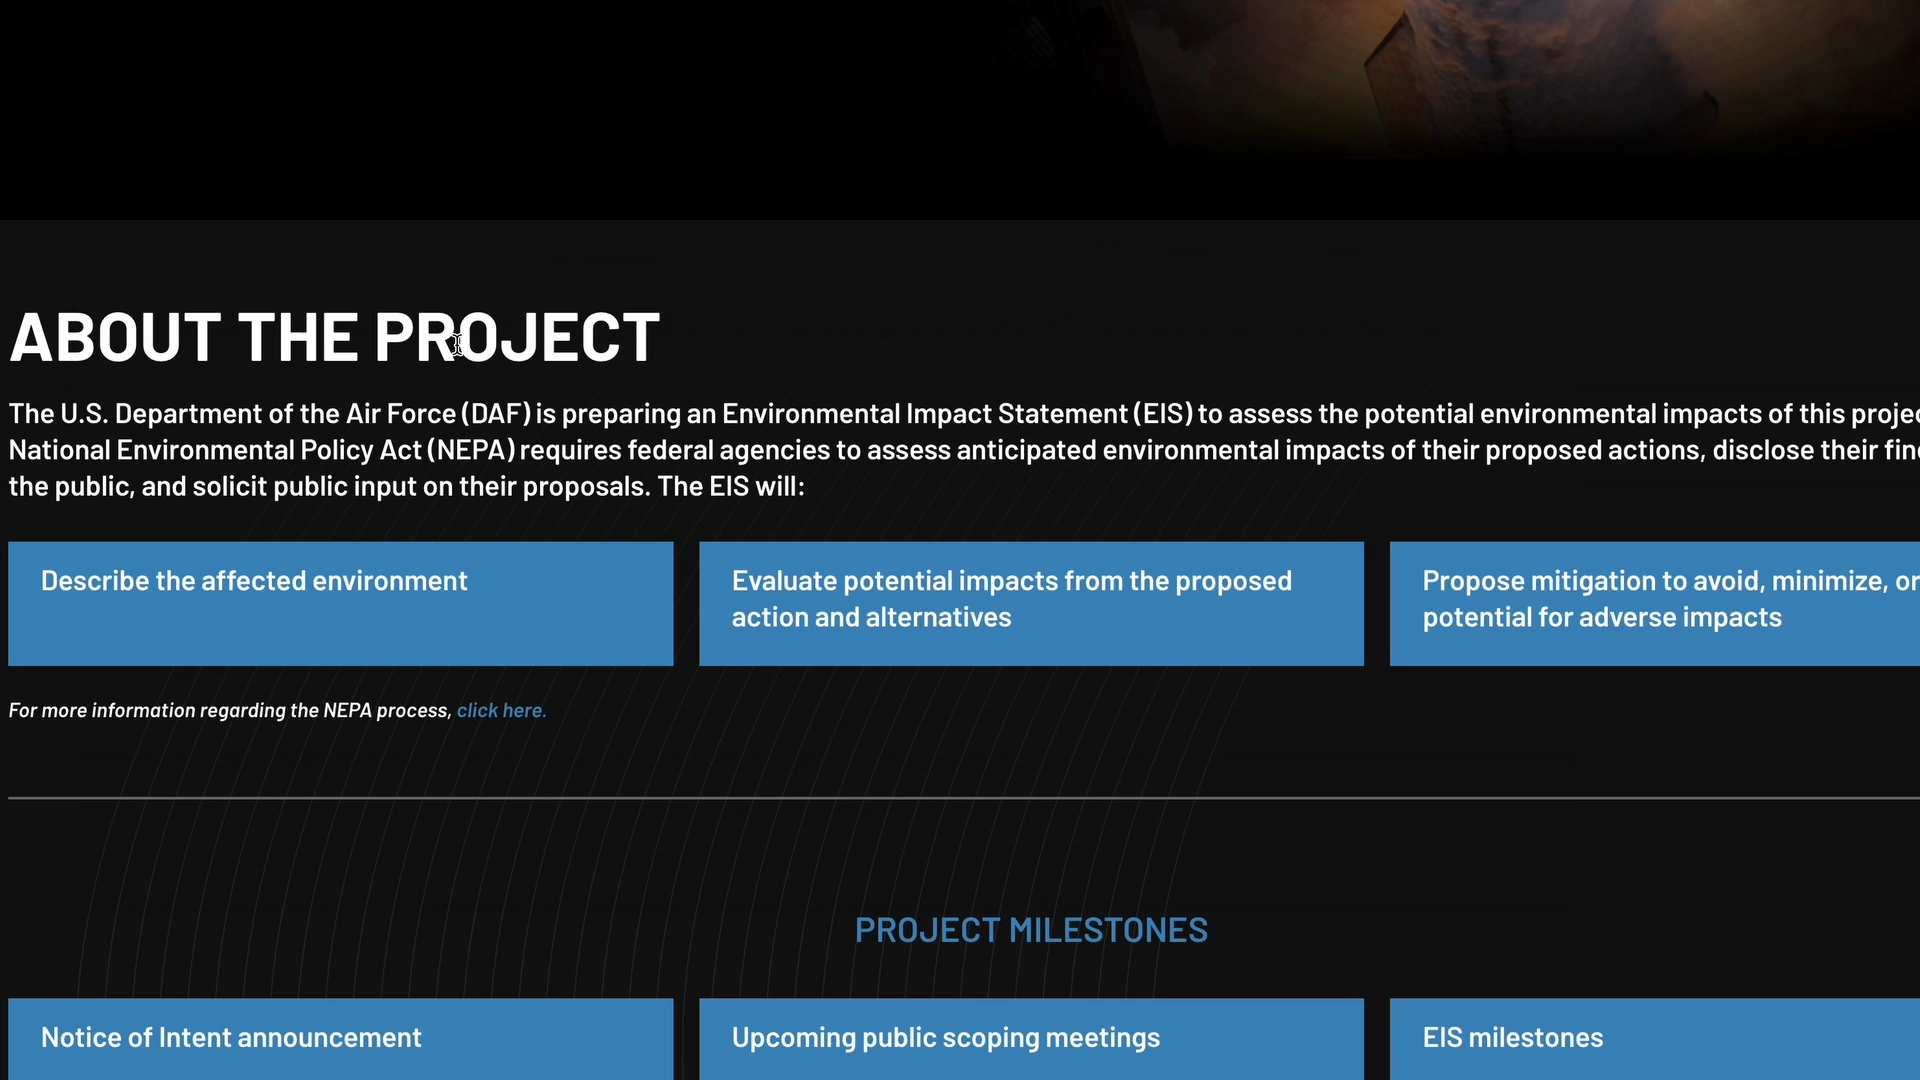 ABOUT THE PROJECT
The U.S. Department of the Air Force (DAF) is preparing an Environmental Impact Statement (EIS) to assess the potential environmental impacts of this
National Environmental Policy Act (NEPA) requires federal agencies to assess anticipated environmental impacts of their proposed actions, disclose their
the public, and solicit public input on their proposals. The EIS will:
Describe the affected environment
Evaluate potential impacts from the proposed
action and alternatives
Propose mitigation to avoid, minimize, or
potential for adverse impacts
For more information regarding the NEPA process, click here.
PROJECT MILESTONES
Notice of Intent announcement
Upcoming public scoping meetings
EIS milestones